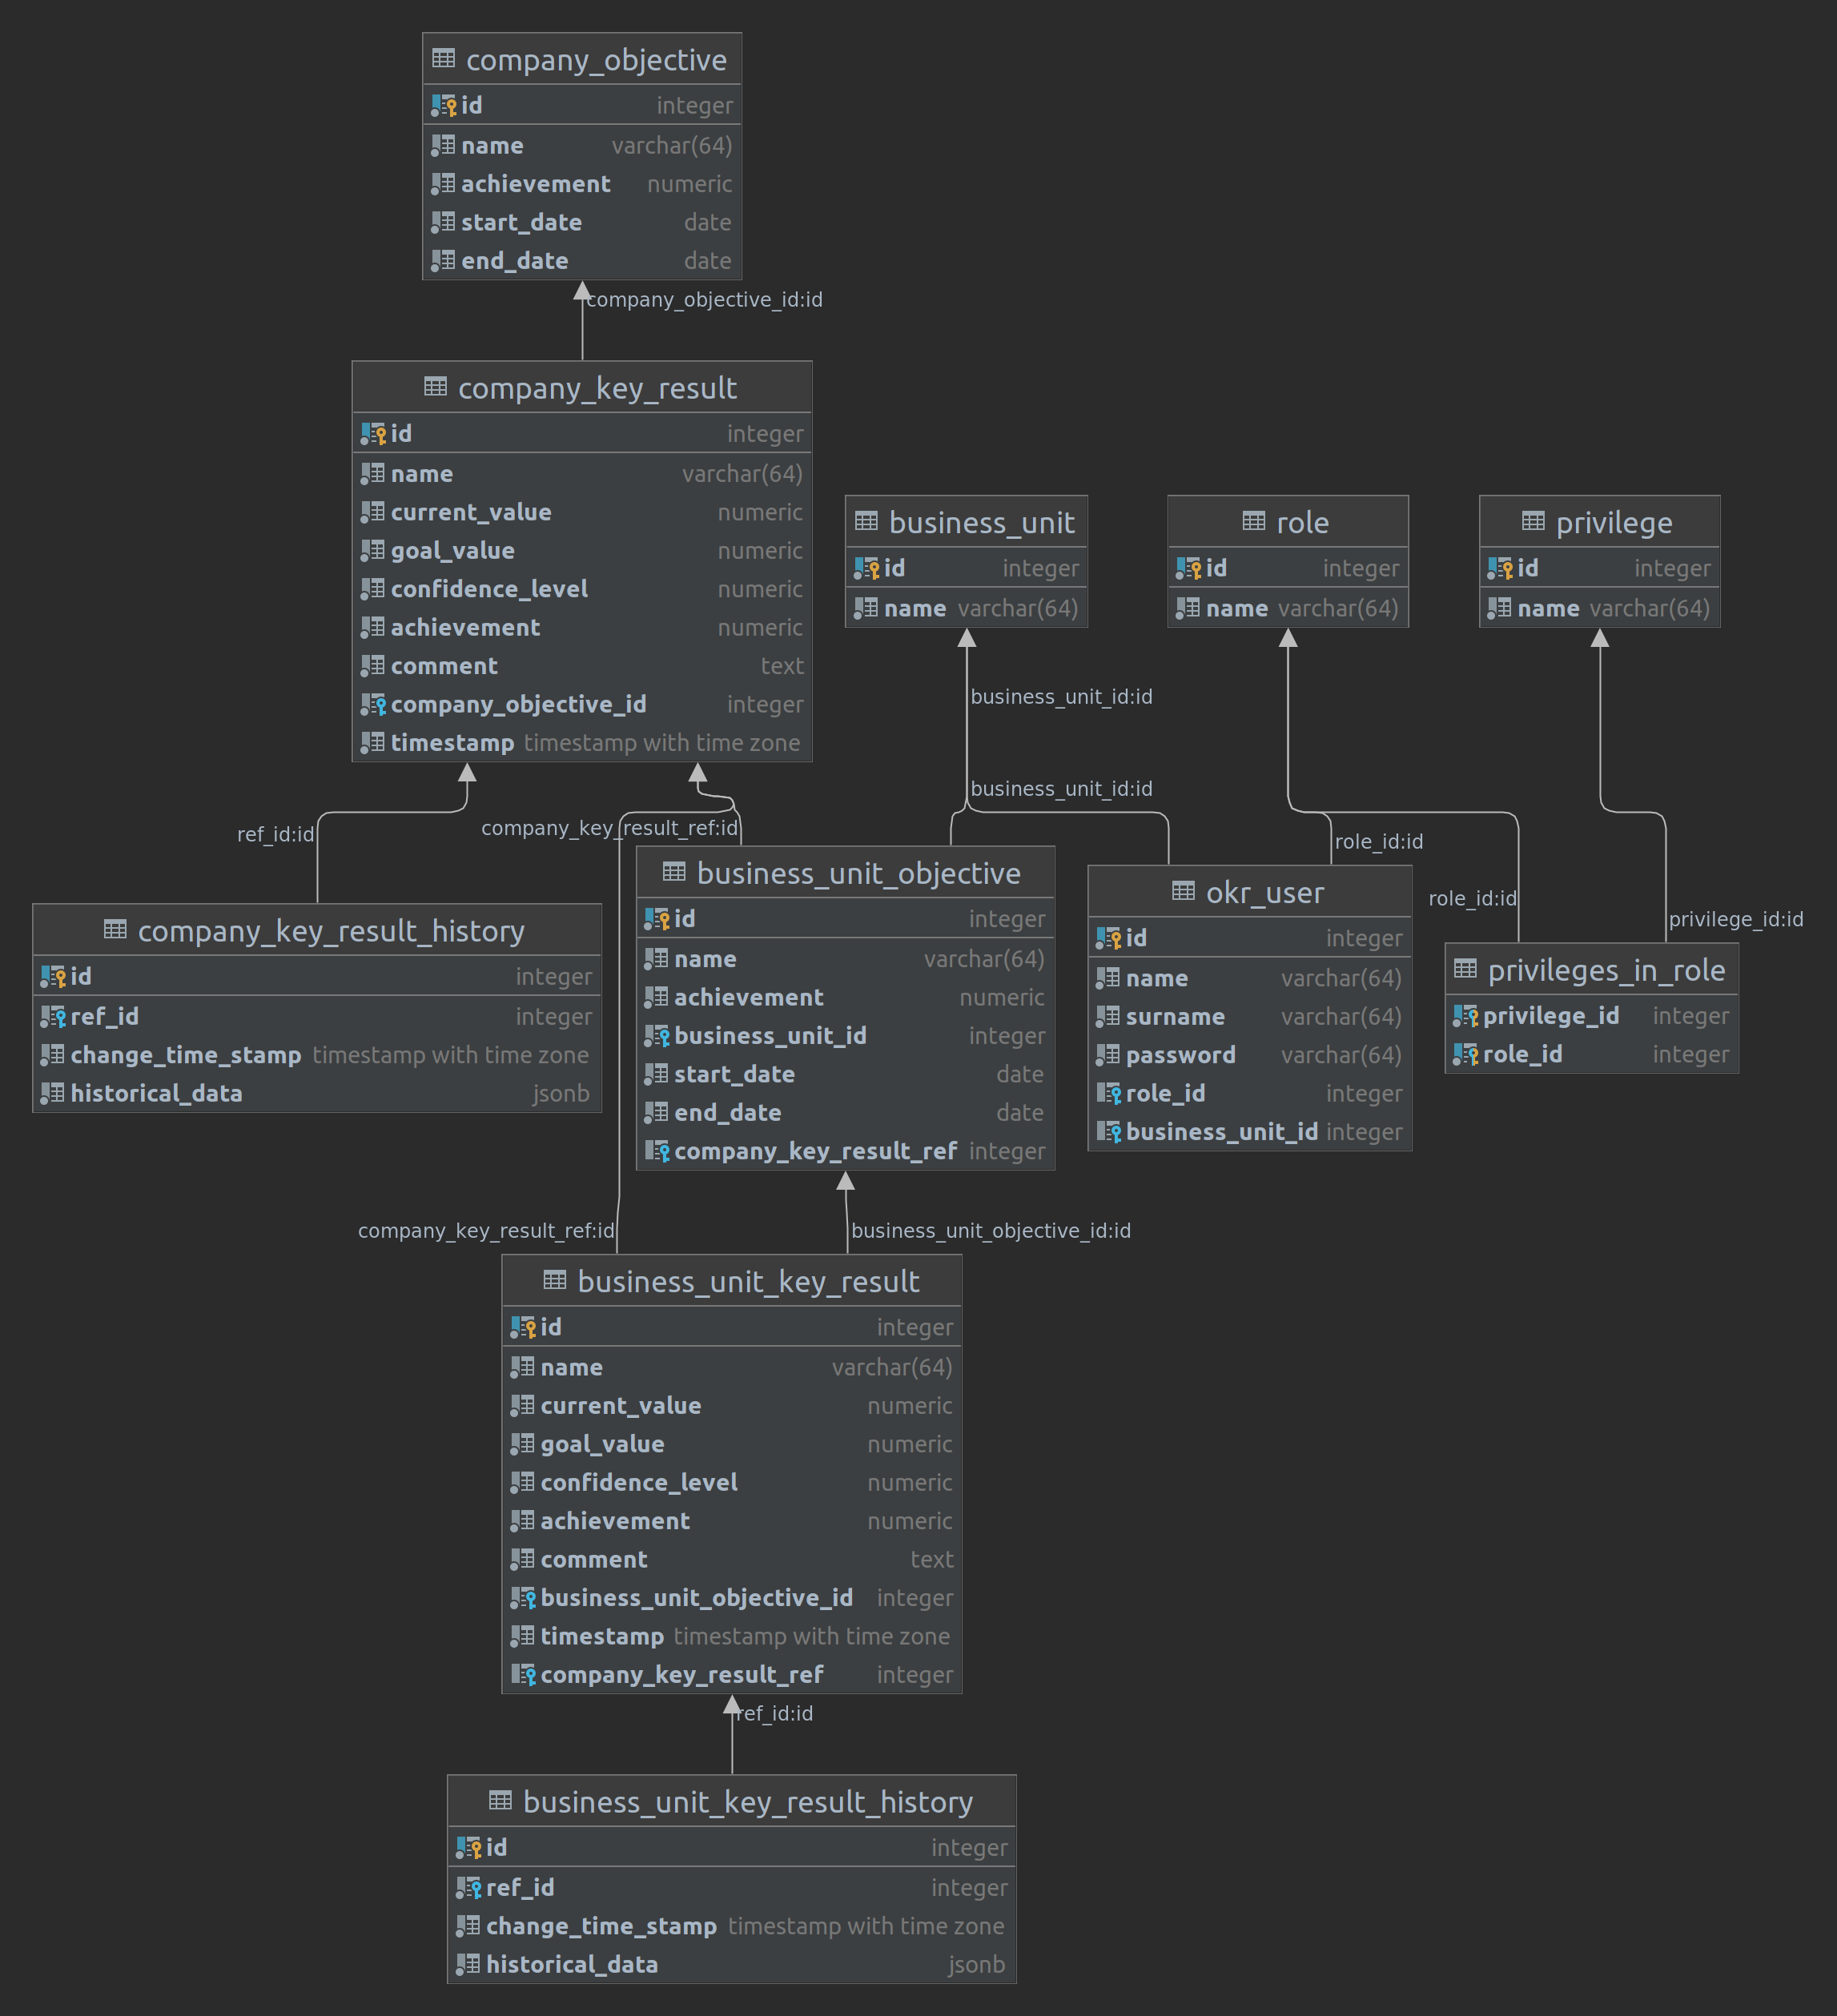 company_objective
id integer
name varchar(64)
achievement numeric
start_date date
end_date date
company_objective_id:id
company_key_result
id integer
name varchar(64)
current_value numeric
goal_value numeric
confidence_level numeric
achievement numeric
comment text
company_objective_id integer
timestamp timestamp with time zone
business_unit
id integer
name varchar(64)
role
id integer
name varchar(64)
privilege
id integer
name varchar(64)
business_unit_id:id
business_unit_id:id
ref_id:id
company_key_result_ref:id
role_id:id
role_id:id
privilege_id:id
company_key_result_history
id integer
ref_id integer
change_time_stamp timestamp with time zone
historical_data jsonb
business_unit_objective
id integer
name varchar(64)
achievement numeric
business_unit_id integer
start_date date
end_date date
company_key_result_ref integer
okr_user
id integer
name varchar(64)
surname varchar(64)
password varchar(64)
role_id integer
business_unit_id integer
privileges_in_role
privilege_id integer
role_id integer
company_key_result_ref:id
business_unit_objective_id:id
business_unit_key_result
id integer
name varchar(64)
current_value numeric
goal_value numeric
confidence_level numeric
achievement numeric
comment text
business_unit_objective_id integer
timestamp timestamp with time zone
company_key_result_ref integer
ref_id:id
business_unit_key_result_history
id integer
ref_id integer
change_time_stamp timestamp with time zone
historical_data jsonb